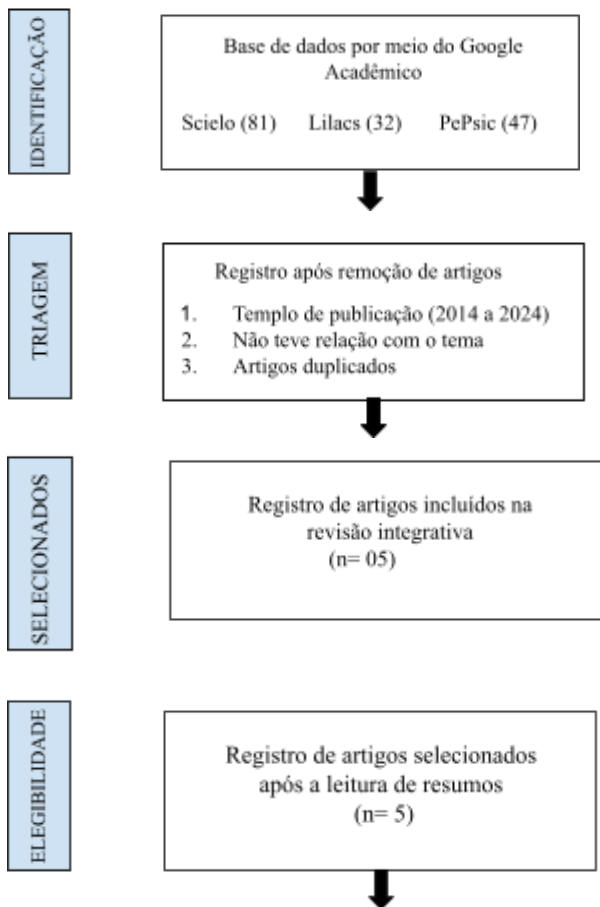 IDENTIFICAÇÃO
Base de dados por meio do Google
Acadêmico
Scielo (81) Lilacs (32) PePsic (47)
TRIAGEM
Registro após remoção de artigos
1. Templo de publicação (2014 a 2024)
2. Não teve relação com o tema
3. Artigos duplicados
SELECIONADOS
Registro de artigos incluídos na
revisão integrativa
(n= 05)
ELEGIBILIDADE
Registro de artigos selecionados
após a leitura de resumos
(n= 5)